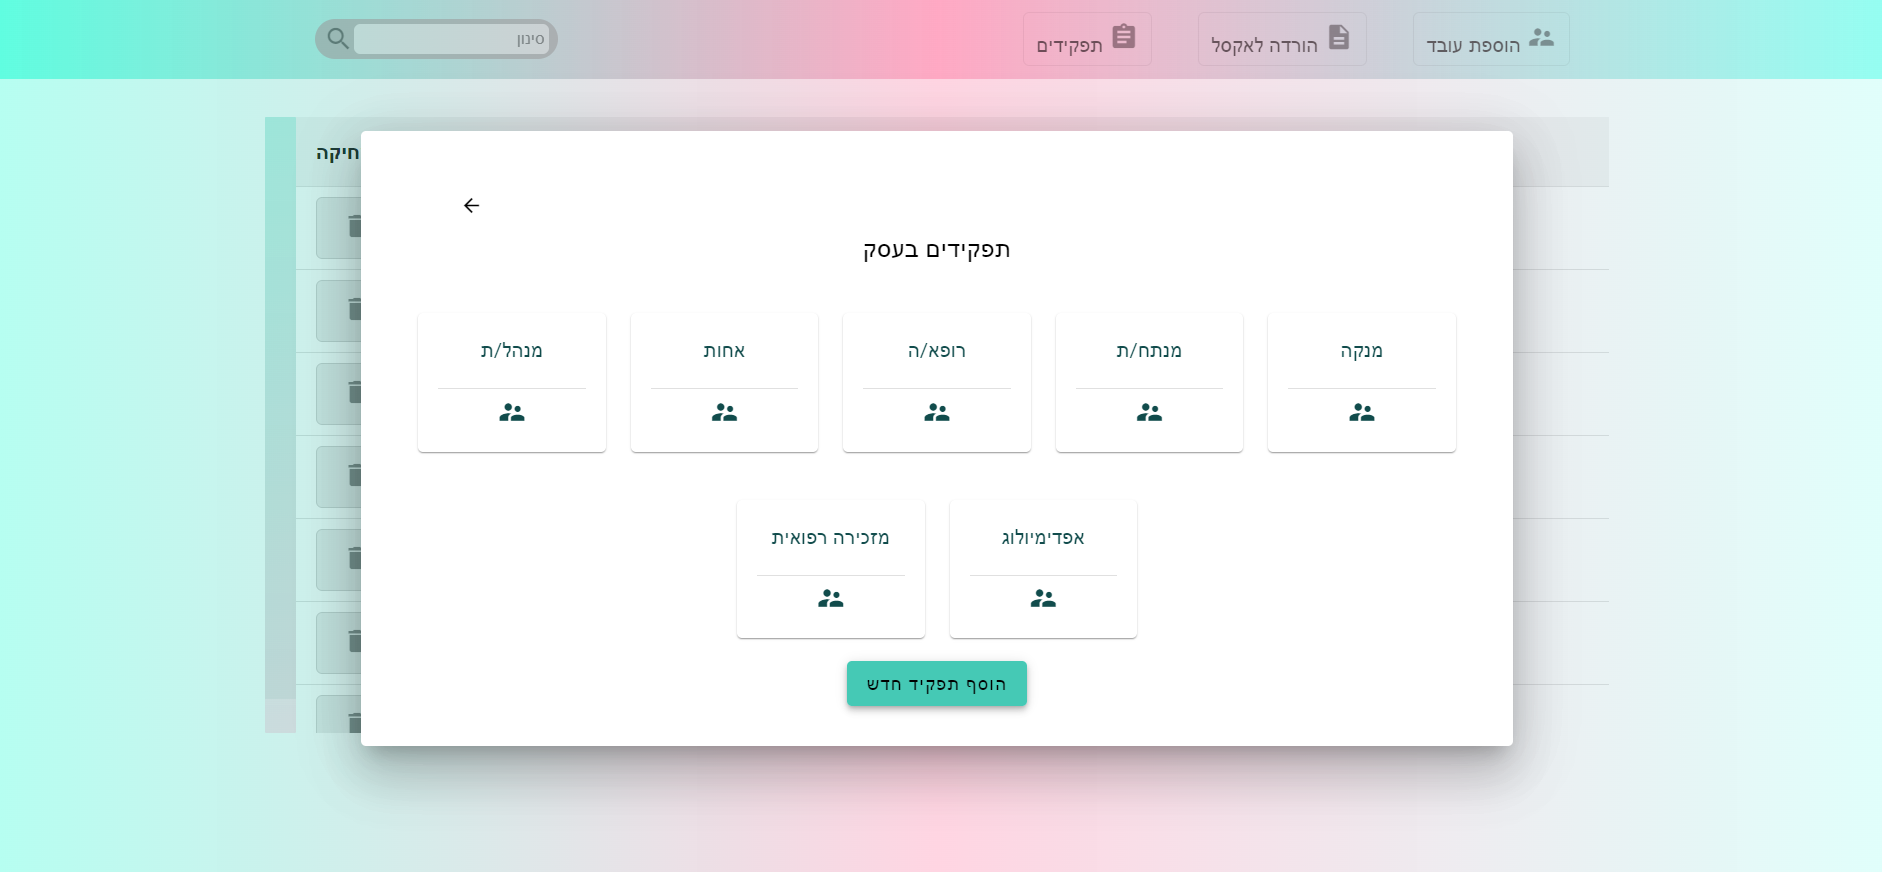 הוספת עובד
הורדה לאקסל
תפקידים
סינון
תפקידים בעסק
מנקה
מנתח/ת
רופא/ה
אחות
מנהל/ת
אפדימיולוג
מזכירה רפואית
הוסף תפקיד חדש